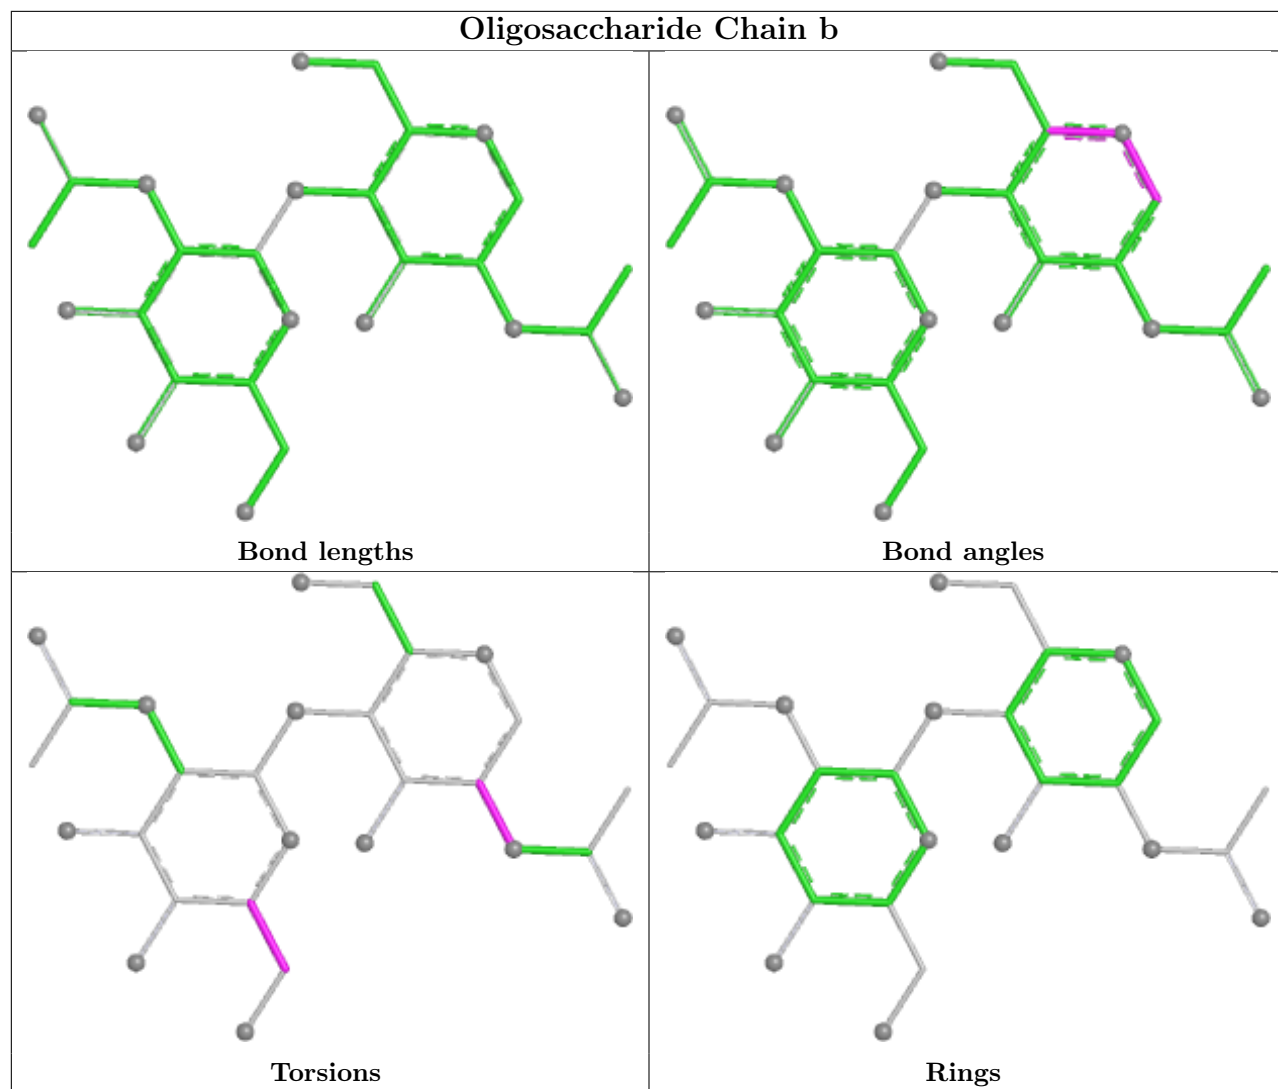 Oligosaccharide Chain b
Bond lengths
Bond angles
Torsions
Rings